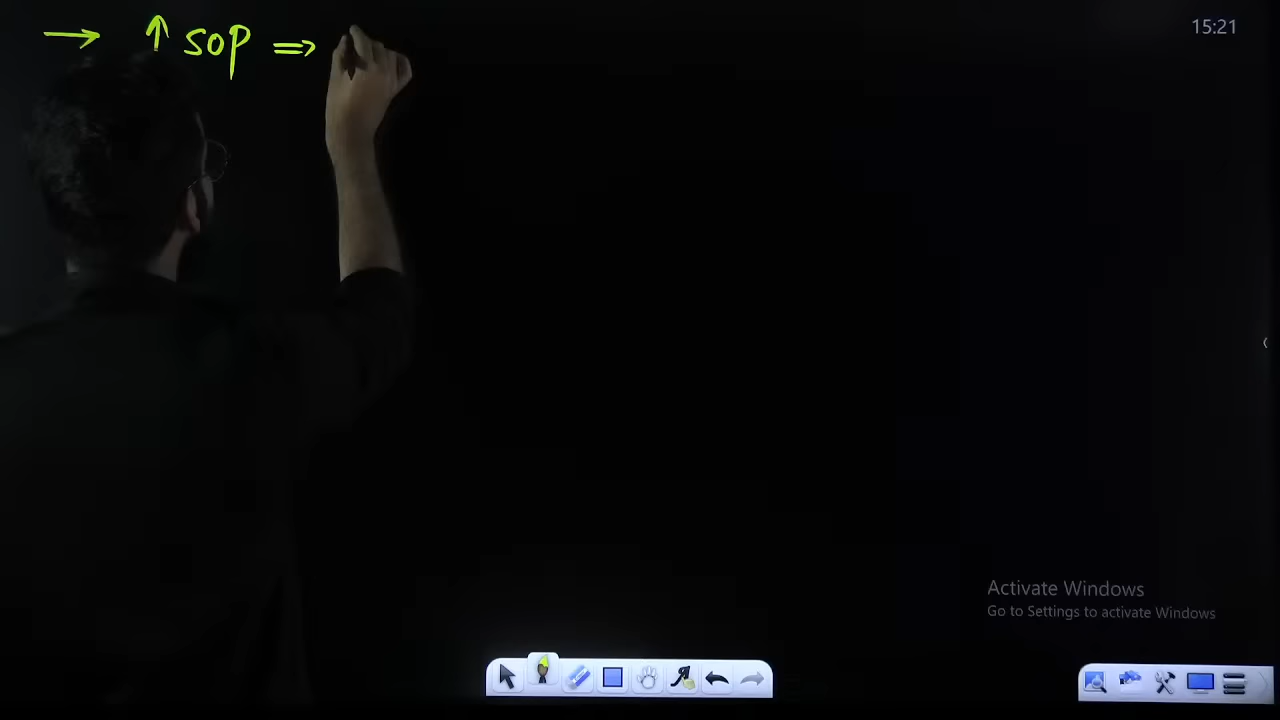 15:21
→ ↑ SOP ⇒
Activate Windows
Go to Settings to activate Windows